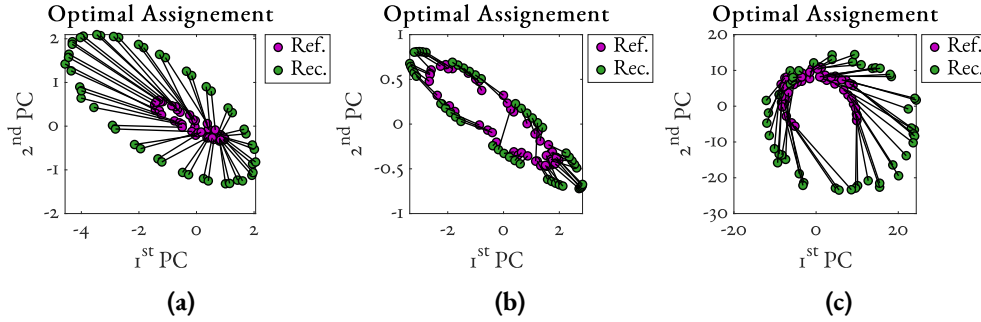 Optimal Assignement
2
1
0
-1
-2
-4
-2
0
2
1st PC
2nd PC
Ref.
Rec.
(a)
Optimal Assignement
1
0.5
0
-0.5
-1
-2
0
2
1st PC
2nd PC
Ref.
Rec.
(b)
Optimal Assignement
20
10
0
-10
-20
-30
-20
0
20
1st PC
2nd PC
Ref.
Rec.
(c)